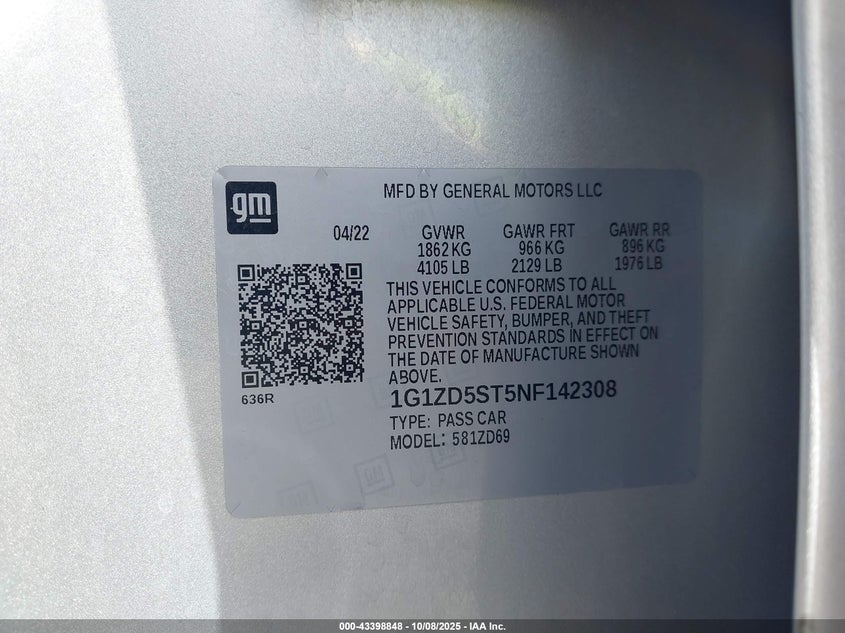 gm
MFD BY GENERAL MOTORS LLC
04/22 GVWR GAWR FRT GAWR RR
1862 KG 966 KG 896 KG
4105 LB 2129 LB 1976 LB
THIS VEHICLE CONFORMS TO ALL
APPLICABLE U.S. FEDERAL MOTOR
VEHICLE SAFETY, BUMPER, AND THEFT
PREVENTION STANDARDS IN EFFECT ON
THE DATE OF MANUFACTURE SHOWN
ABOVE.
636R
1G1ZD5ST5NF142308
TYPE: PASS CAR
MODEL: 581ZD69
GM GM GM
000-43398848 - 10/08/2025 - IAA Inc.